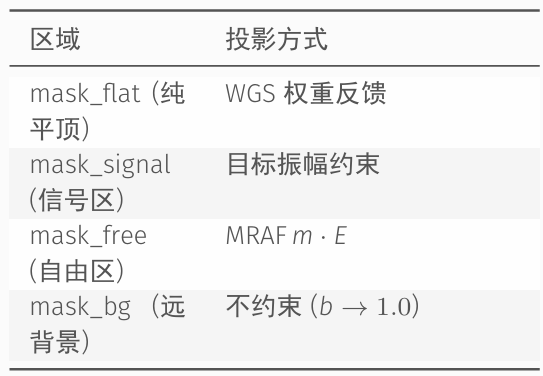 区域 投影方式
mask_flat (纯 WGS 权重反馈
平顶)
mask_signal 目标振幅约束
(信号区)
mask_free MRAF m · E
(自由区)
mask_bg (远 不约束 (b → 1.0)
背景)